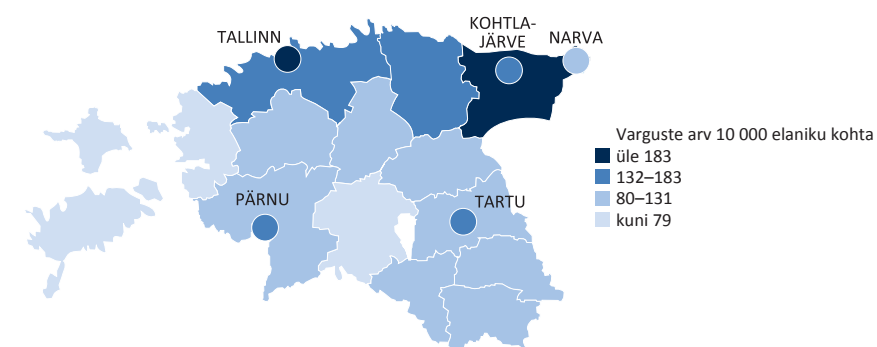 TALLINN
KOHTLA-
JÄRVE
NARVA
PÄRNU
TARTU
Varguste arv 10 000 elaniku kohta
üle 183
132–183
80–131
kuni 79